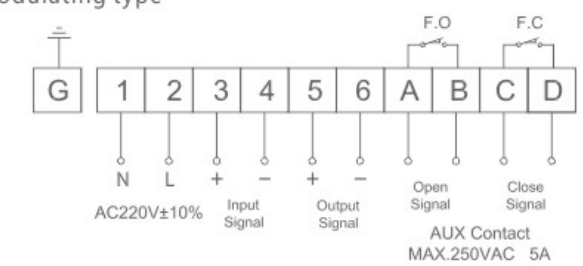 odulating type
F.O F.C
G 1 2 3 4 5 6 A B C D
N L + − + −
AC220V±10%
Input
Signal
Output
Signal
Open
Signal
Close
Signal
AUX Contact
MAX.250VAC 5A